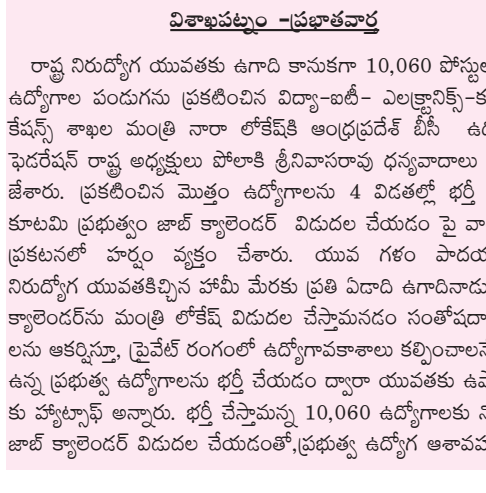 విశాఖపట్నం -ప్రభాతవార్త
రాష్ట్ర నిరుద్యోగ యువతకు ఉగాది కానుకగా 10,060 పోస్టుల
ఉద్యోగాల పండుగను ప్రకటించిన విద్యా-ఐటీ- ఎలక్ట్రానిక్స్-క
కేషన్స్ శాఖల మంత్రి నారా లోకేష్‌కి ఆంధ్రప్రదేశ్ బీసీ
ఫెడరేషన్ రాష్ట్ర అధ్యక్షులు పోలాకి శ్రీనివాసరావు ధన్యవాదాలు
జేశారు. ప్రకటించిన మొత్తం ఉద్యోగాలను 4 విడతల్లో భర్తీ
కూటమి ప్రభుత్వం జాబ్ క్యాలెండర్ విడుదల చేయడం పై వా
ప్రకటనలో హర్షం వ్యక్తం చేశారు. యువ గళం పాదయ
నిరుద్యోగ యువతకిచ్చిన హామీ మేరకు ప్రతి ఏడాది ఉగాదినాడు
క్యాలెండర్‌ను మంత్రి లోకేష్ విడుదల చేస్తామనడం సంతోషదా
లను ఆకర్షిస్తూ, ప్రైవేట్ రంగంలో ఉద్యోగావకాశాలు కల్పించాలనే
ఉన్న ప్రభుత్వ ఉద్యోగాలను భర్తీ చేయడం ద్వారా యువతకు ఉ
కు హ్యాట్సాఫ్ అన్నారు. భర్తీ చేస్తామన్న 10,060 ఉద్యోగాలకు
జాబ్ క్యాలెండర్ విడుదల చేయడంతో,ప్రభుత్వ ఉద్యోగ ఆశావహ